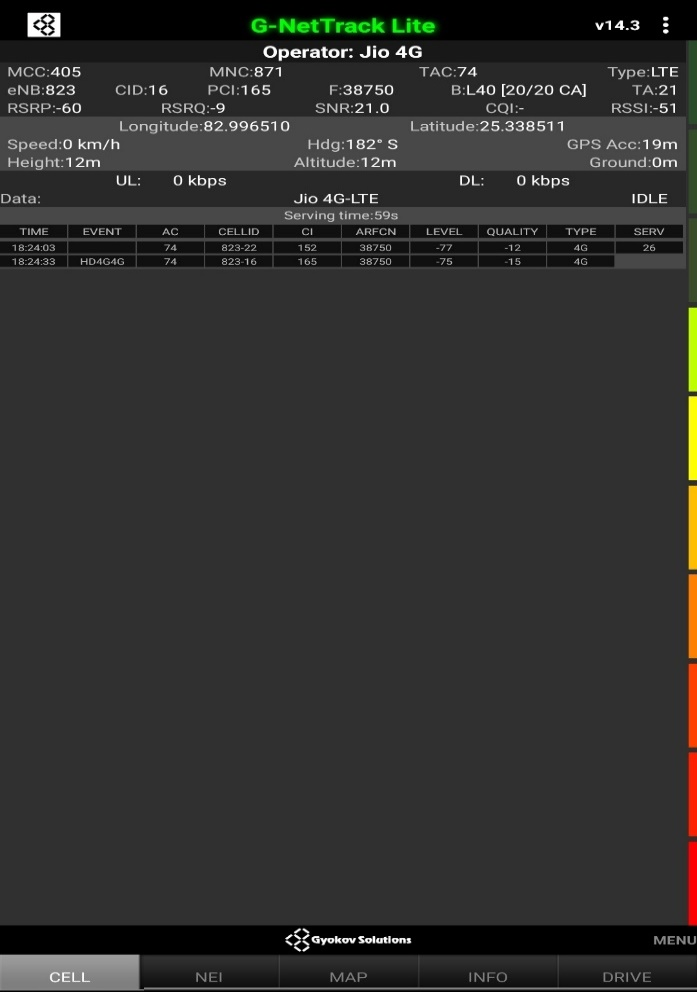 G-NetTrack Lite v14.3
Operator: Jio 4G
MCC:405 MNC:871 TAC:74 Type:LTE
eNB:823 CID:16 PCI:165 F:38750 B:L40 [20/20 CA] TA:21
RSRP:-60 RSRQ:-9 SNR:21.0 CQI:- RSSI:-51
Longitude:82.996510 Latitude:25.338511
Speed:0 km/h Hdg:182° S GPS Acc:19m
Height:12m Altitude:12m Ground:0m
UL: 0 kbps DL: 0 kbps
Data: Jio 4G-LTE IDLE
Serving time:59s
TIME EVENT AC CELLID CI ARFCN LEVEL QUALITY TYPE SERV
18:24:03 74 823-22 152 38750 -77 -12 4G 26
18:24:33 HD4G4G 74 823-16 165 38750 -75 -15 4G
Gyokov Solutions
MENU
CELL NEI MAP INFO DRIVE